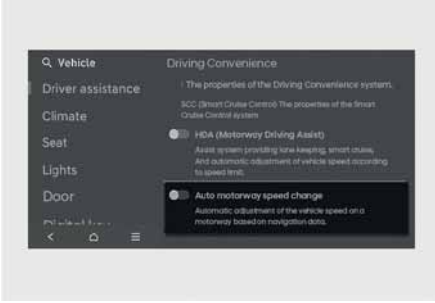 Vehicle
Driver assistance
Climate
Seat
Lights
Door
Digital key
Driving Convenience
: The properties of the Driving Convenience system.
SCC (Smart Cruise Control) The properties of the Smart
Cruise Control system
HDA (Motorway Driving Assist)
Assist system providing lane keeping, smart cruise,
And automatic adjustment of vehicle speed according
to speed limit.
Auto motorway speed change
Automatic adjustment of the vehicle speed on a
motorway based on navigation data.